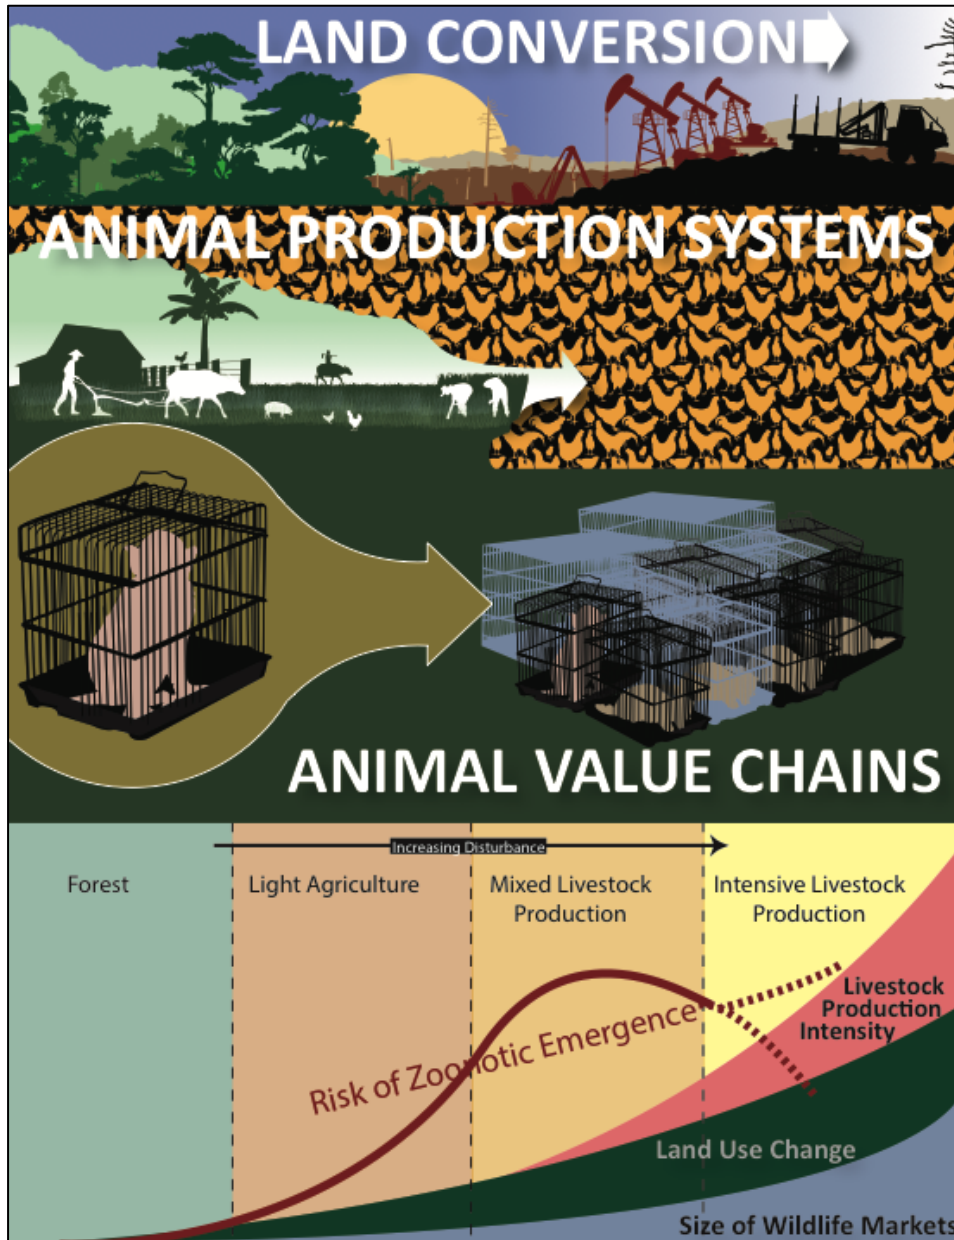 LAND CONVERSION
ANIMAL PRODUCTION SYSTEMS
ANIMAL VALUE CHAINS
Increasing Disturbance
Forest
Light Agriculture
Mixed Livestock
Production
Intensive Livestock
Production
Risk of Zoonotic Emergence
Livestock
Production
Intensity
Land Use Change
Size of Wildlife Markets